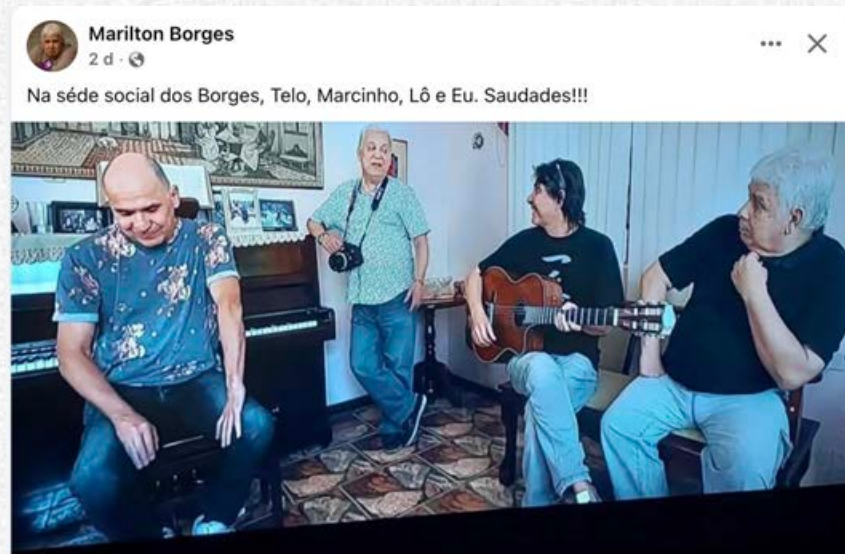 Marilton Borges
2 d ·
Na séde social dos Borges, Telo, Marcinho, Lô e Eu. Saudades!!!